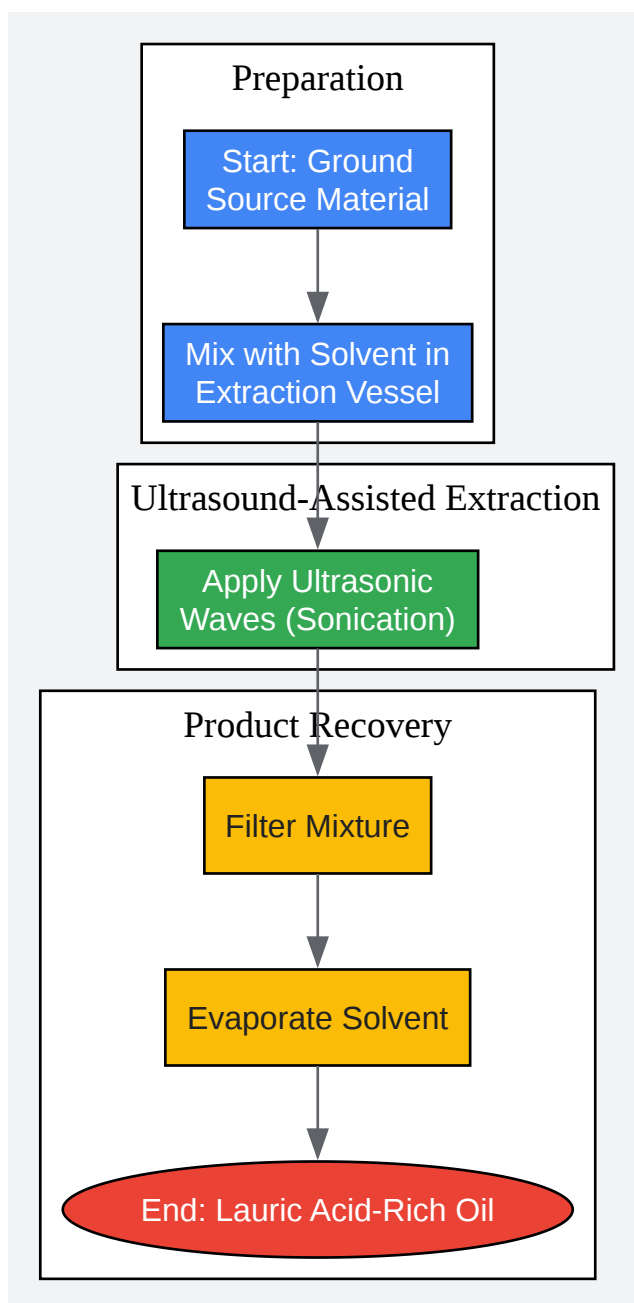 Preparation
Start: Ground
Source Material
Mix with Solvent in
Extraction Vessel
Ultrasound-Assisted Extraction
Apply Ultrasonic
Waves (Sonication)
Product Recovery
Filter Mixture
Evaporate Solvent
End: Lauric Acid-Rich Oil